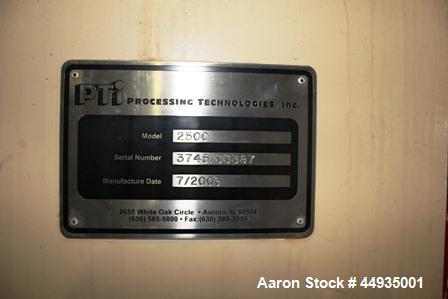 PTi PROCESSING TECHNOLOGIES, Inc.
Model 2500
Serial Number
Manufacture Date 7/2003
2655 White Oak Circle • Aurora, IL 60504
(630) 585-5800 • Fax:(630) 585-5855
Aaron Stock # 44935001